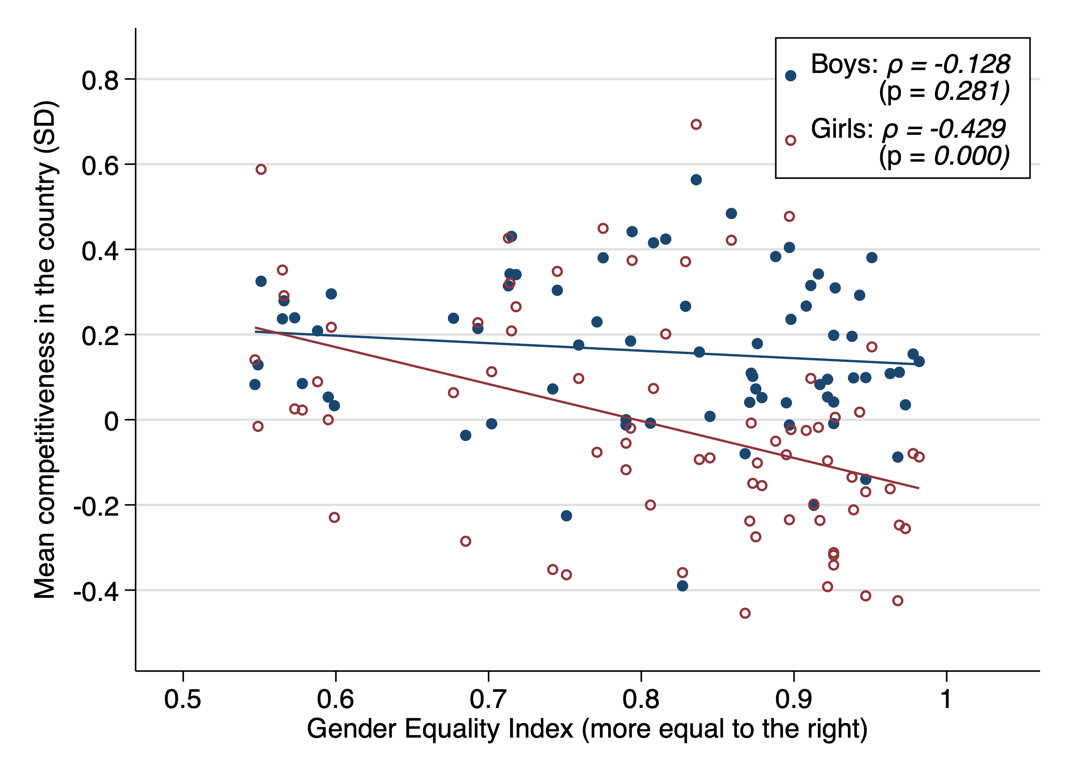 Boys: ρ = -0.128
(p = 0.281)
Girls: ρ = -0.429
(p = 0.000)
Mean competitiveness in the country (SD)
0.8
0.6
0.4
0.2
0
-0.2
-0.4
0.5 0.6 0.7 0.8 0.9 1
Gender Equality Index (more equal to the right)